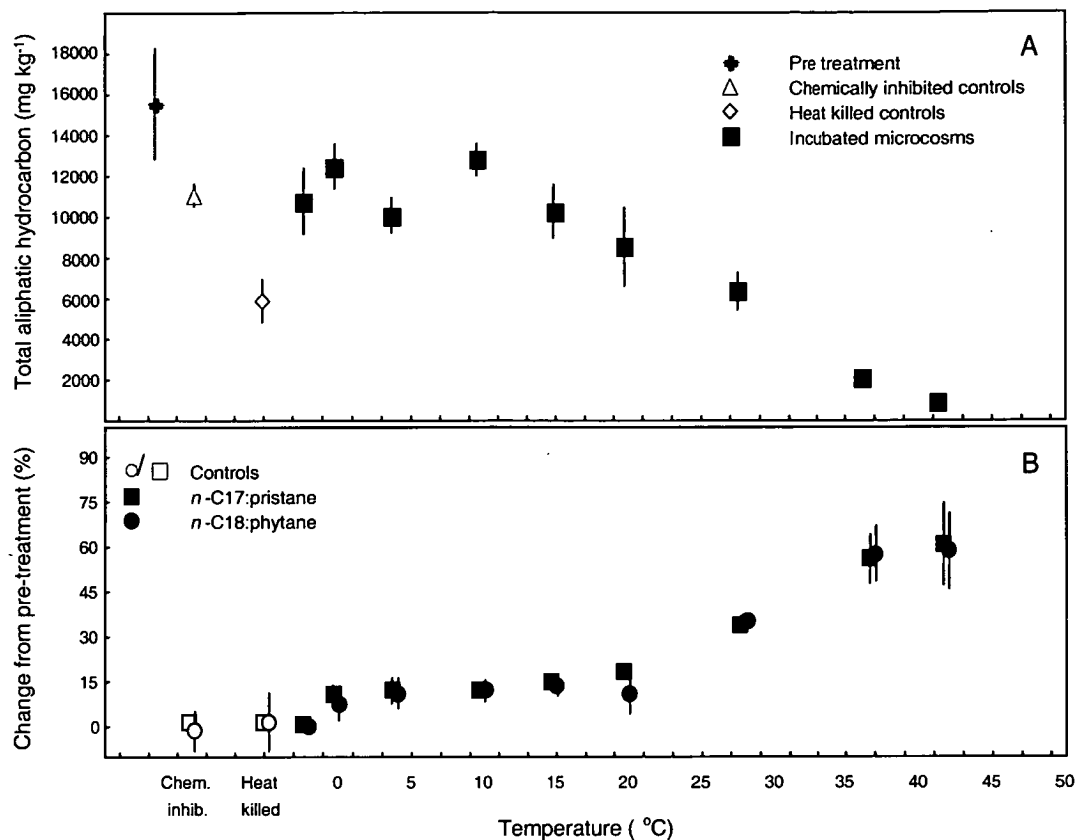 A
Total aliphatic hydrocarbon (mg kg-1)
18000
16000
14000
12000
10000
8000
6000
4000
2000
Pre treatment
Chemically inhibited controls
Heat killed controls
Incubated microcosms
B
Change from pre-treatment (%)
90
75
60
45
30
15
0
Controls
n-C17:pristane
n-C18:phytane
Chem. inhib.
Heat killed
0 5 10 15 20 25 30 35 40 45 50
Temperature ( °C)